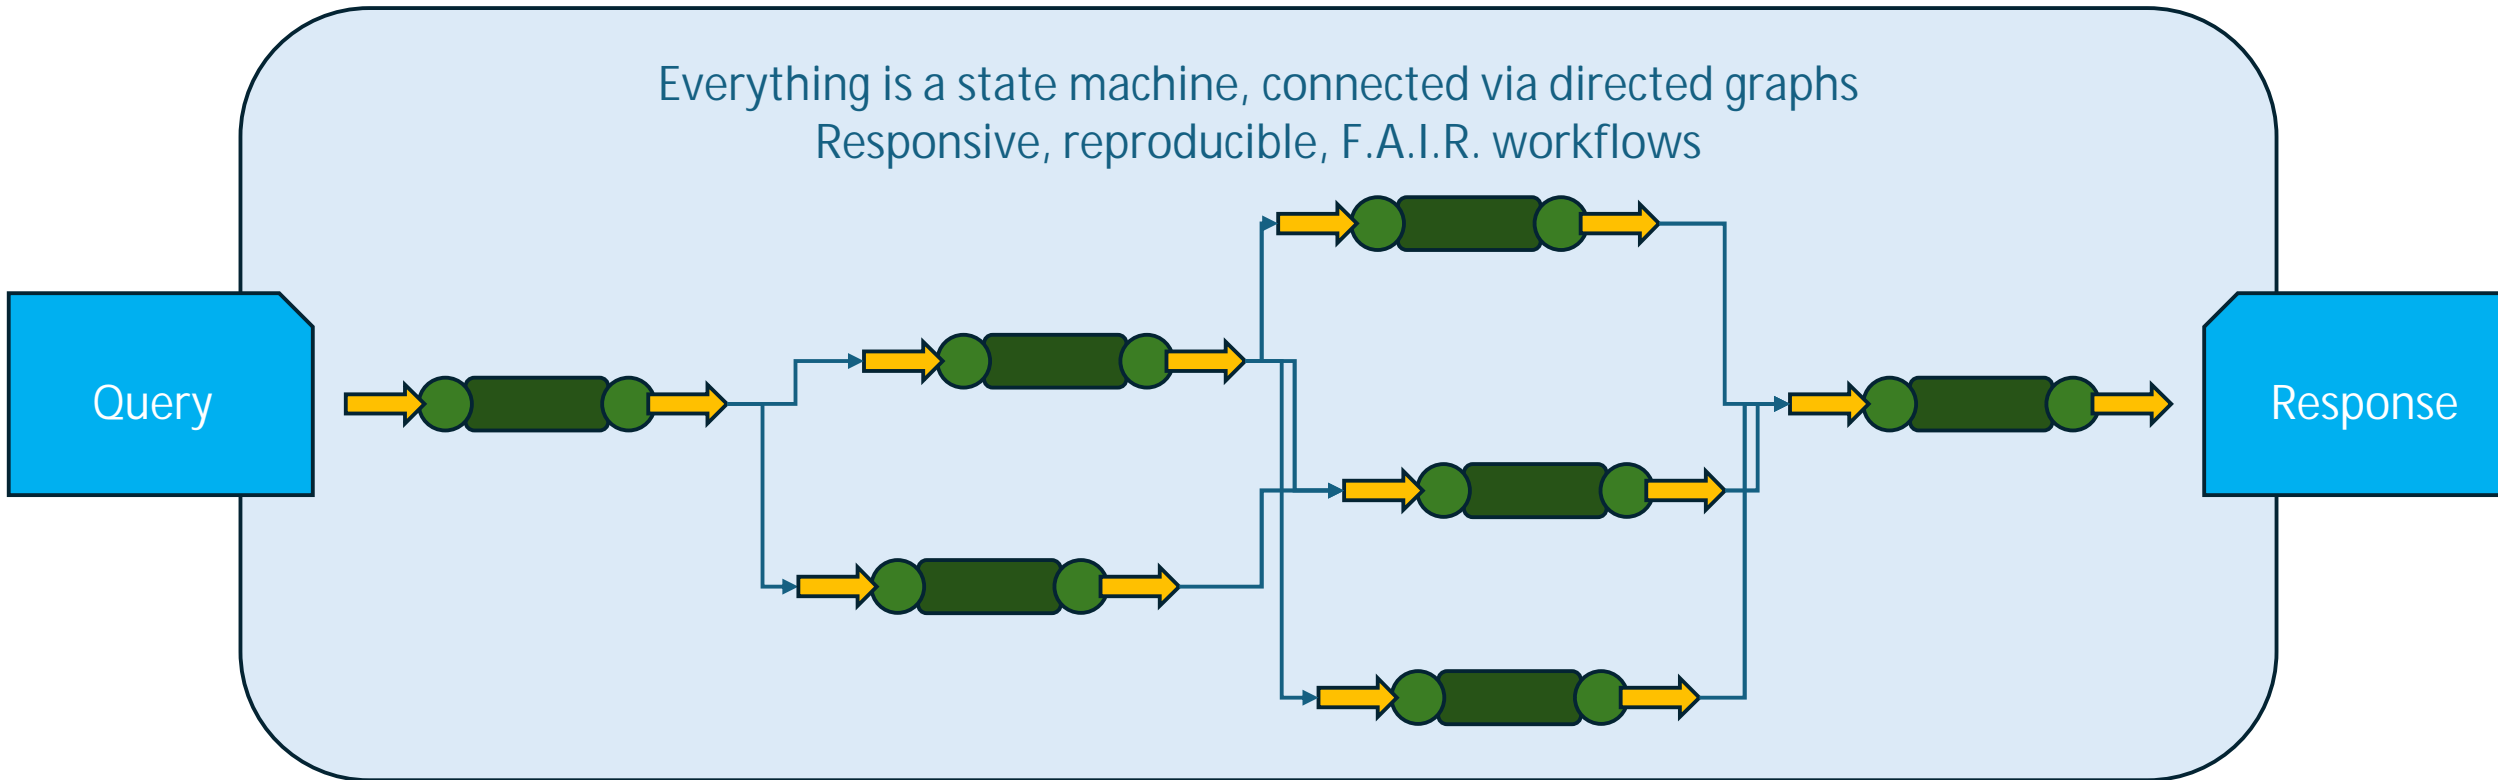 Everything is a state machine, connected via directed graphs
Responsive, reproducible, F.A.I.R. workflows
Query
Response